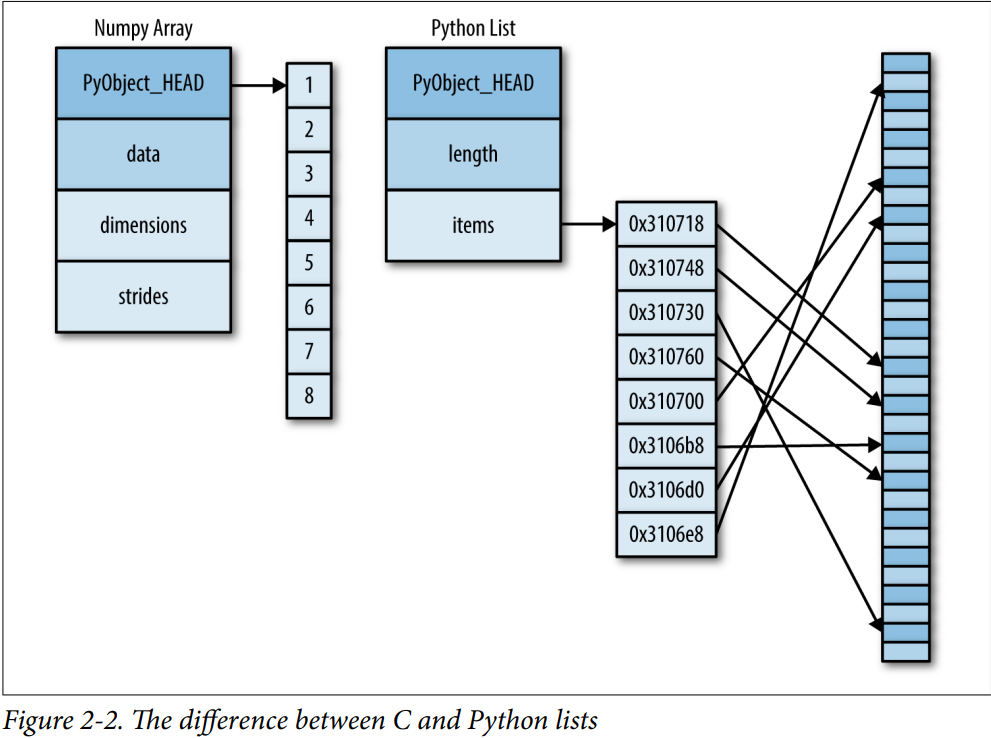 Numpy Array
PyObject_HEAD
data
dimensions
strides
1
2
3
4
5
6
7
8
Python List
PyObject_HEAD
length
items
0x310718
0x310748
0x310730
0x310760
0x310700
0x3106b8
0x3106d0
0x3106e8
Figure 2-2. The difference between C and Python lists